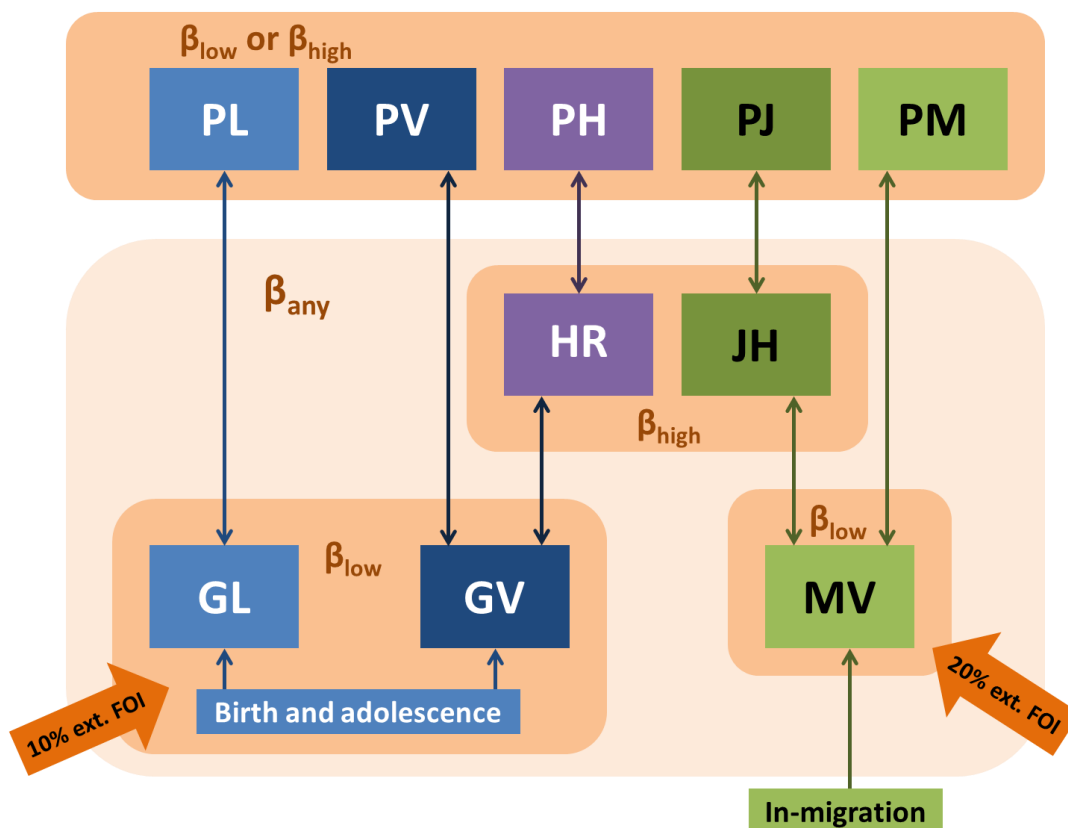 βlow or βhigh
PL
PV
PH
PJ
PM
βany
HR
JH
βhigh
βlow
βlow
GL
GV
MV
10% ext. FOI
20% ext. FOI
Birth and adolescence
In-migration